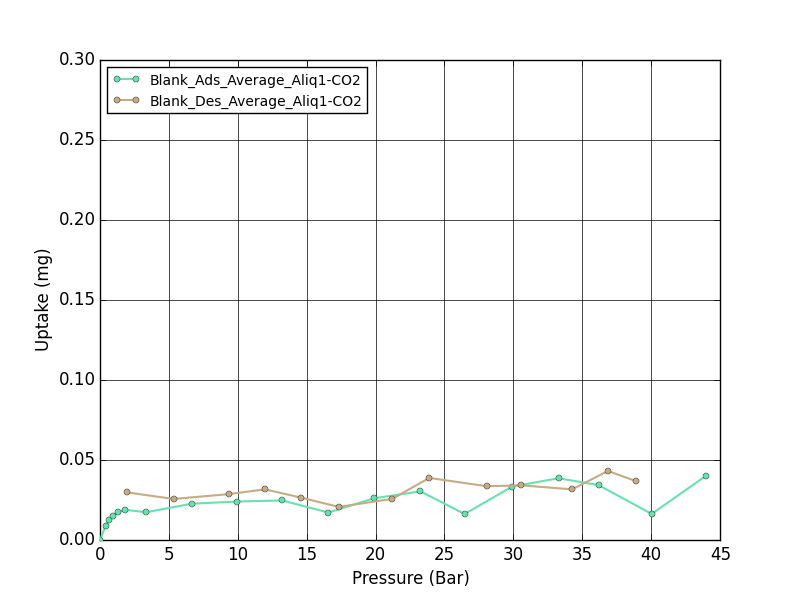 0.30
0.25
0.20
0.15
0.10
0.05
0.00
Uptake (mg)
Blank_Ads_Average_Aliq1-CO2
Blank_Des_Average_Aliq1-CO2
0 5 10 15 20 25 30 35 40 45
Pressure (Bar)